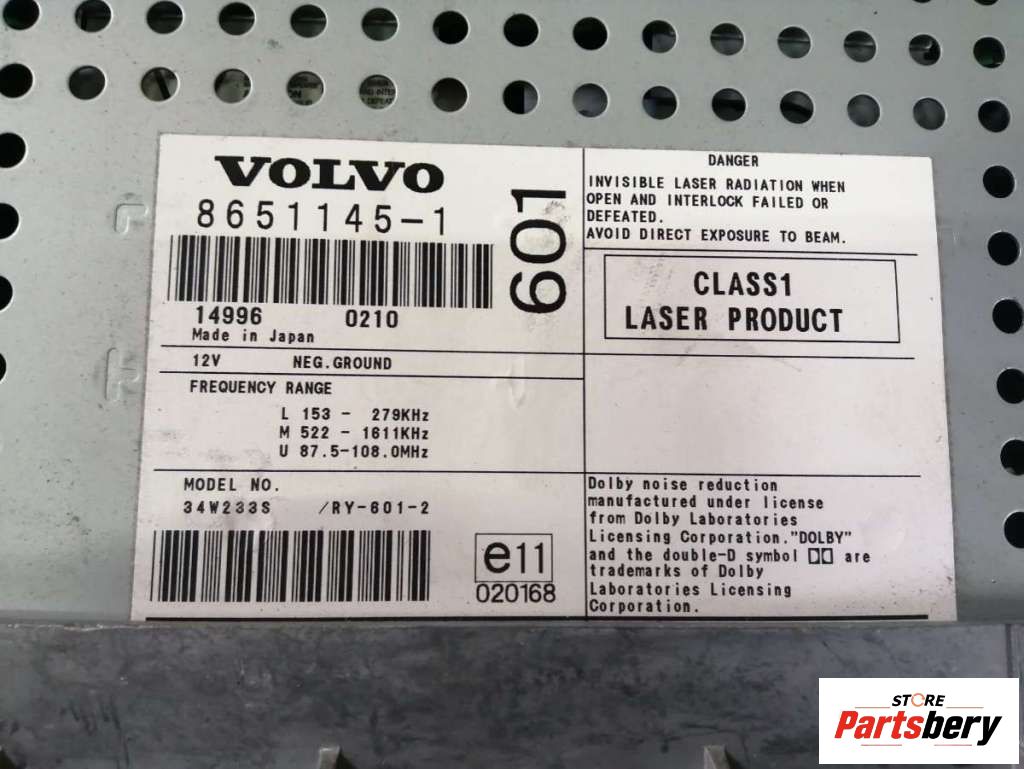 VOLVO
8651145-1
601
14996 0210
Made in Japan
12V NEG.GROUND
FREQUENCY RANGE
L 153 - 279KHz
M 522 - 1611KHz
U 87.5-108.0MHz
MODEL NO.
34W233S /RY-601-2
e11
020168
DANGER
INVISIBLE LASER RADIATION WHEN
OPEN AND INTERLOCK FAILED OR
DEFEATED.
AVOID DIRECT EXPOSURE TO BEAM.
CLASS1
LASER PRODUCT
Dolby noise reduction
manufactured under license
from Dolby Laboratories
Licensing Corporation."DOLBY"
and the double-D symbol are
trademarks of Dolby
Laboratories Licensing
Corporation.
STORE
Partsbery